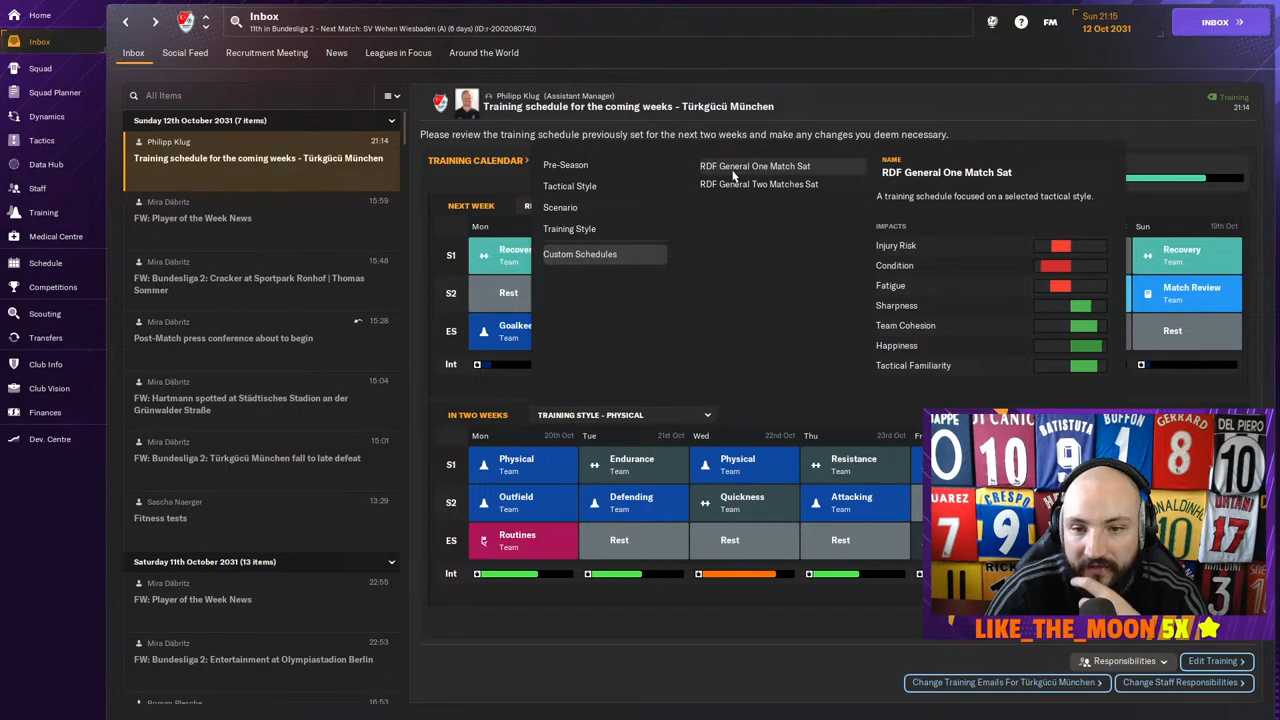 Home
Inbox
Squad
Squad Planner
Dynamics
Tactics
Data Hub
Staff
Training
Medical Centre
Schedule
Competitions
Scouting
Transfers
Club Info
Club Vision
Finances
Dev. Centre
Inbox
11th in Bundesliga 2 - Next Match: SV Wehen Wiesbaden (A) (6 days) (ID:r-2002080740)
FM
Sun 21:15
12 Oct 2031
INBOX
Inbox
Social Feed
Recruitment Meeting
News
Leagues in Focus
Around the World
All Items
Sunday 12th October 2031 (7 items)
Philipp Klug 21:14
Training schedule for the coming weeks - Türkgücü München
Mira Däbritz 15:59
FW: Player of the Week News
Mira Däbritz 15:48
FW: Bundesliga 2: Cracker at Sportpark Ronhof | Thomas
Sommer
Mira Däbritz 15:28
Post-Match press conference about to begin
Mira Däbritz 15:04
FW: Hartmann spotted at Städtisches Stadion an der
Grünwalder Straße
Mira Däbritz 15:01
FW: Bundesliga 2: Türkgücü München fall to late defeat
Sascha Naerger 13:29
Fitness tests
Saturday 11th October 2031 (13 items)
Mira Däbritz 22:55
FW: Player of the Week News
Mira Däbritz 22:53
FW: Bundesliga 2: Entertainment at Olympiastadion Berlin
Roman Plesche 16:53
Philipp Klug (Assistant Manager)
Training schedule for the coming weeks - Türkgücü München
Training
21:14
Please review the training schedule previously set for the next two weeks and make any changes you deem necessary.
TRAINING CALENDAR
Pre-Season
Tactical Style
Scenario
Training Style
Custom Schedules
RDF General One Match Sat
RDF General Two Matches Sat
NAME
RDF General One Match Sat
A training schedule focused on a selected tactical style.
IMPACTS
Injury Risk
Condition
Fatigue
Sharpness
Team Cohesion
Happiness
Tactical Familiarity
NEXT WEEK
Mon Sun 19th Oct
S1 Recover Team Recovery Team
S2 Rest Match Review Team
ES Goalkee Team Rest
Int
IN TWO WEEKS TRAINING STYLE - PHYSICAL
Mon 20th Oct Tue 21st Oct Wed 22nd Oct Thu 23rd Oct
S1 Physical Team Endurance Team Physical Team Resistance Team
S2 Outfield Team Defending Team Quickness Team Attacking Team
ES Routines Team Rest Rest Rest
Int
LIKE_THE_MOON 5X
Responsibilities
Edit Training
Change Training Emails For Türkgücü München
Change Staff Responsibilities